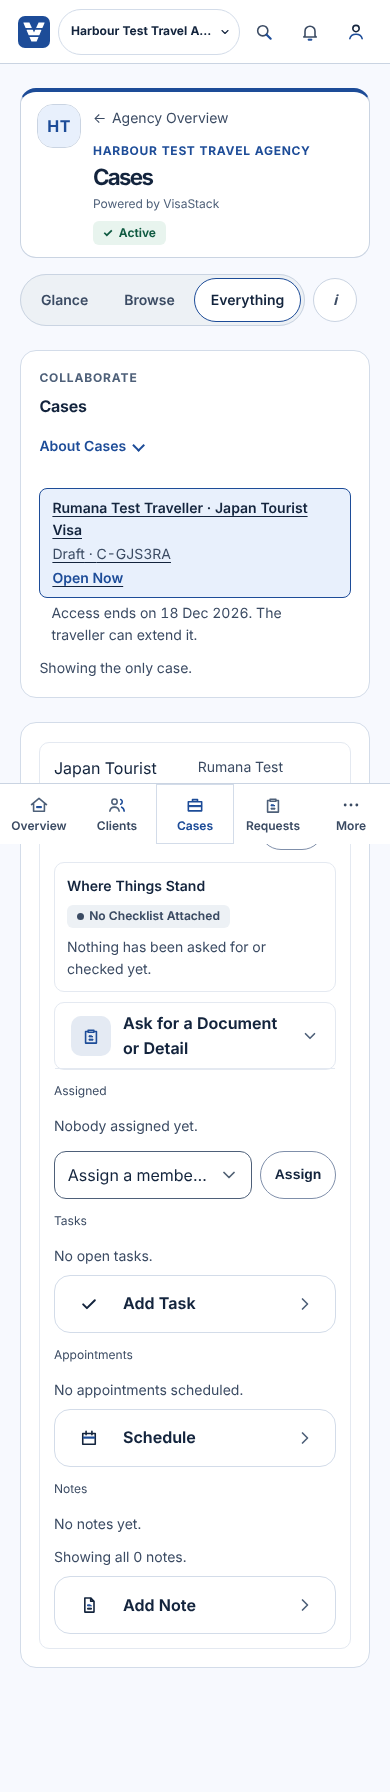 Harbour Test Travel A...
HT
← Agency Overview
HARBOUR TEST TRAVEL AGENCY
Cases
Powered by VisaStack
✓ Active
Glance
Browse
Everything
i
COLLABORATE
Cases
About Cases
Rumana Test Traveller · Japan Tourist
Visa
Draft · C-GJS3RA
Open Now
Access ends on 18 Dec 2026. The
traveller can extend it.
Showing the only case.
Japan Tourist
Rumana Test
Overview
Clients
Cases
Requests
More
Where Things Stand
No Checklist Attached
Nothing has been asked for or
checked yet.
Ask for a Document
or Detail
Assigned
Nobody assigned yet.
Assign a membe...
Assign
Tasks
No open tasks.
Add Task
Appointments
No appointments scheduled.
Schedule
Notes
No notes yet.
Showing all 0 notes.
Add Note